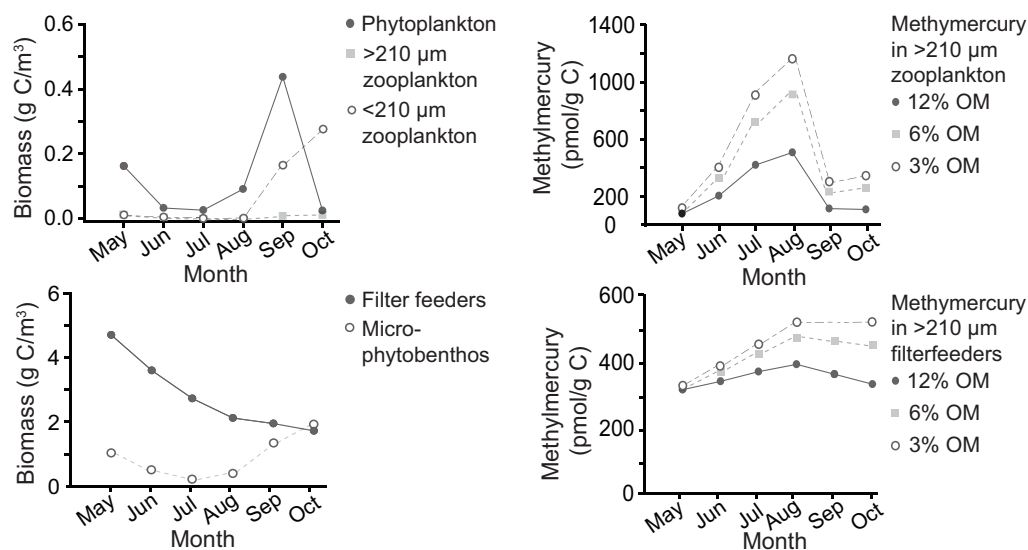 0.6
0.4
0.2
0.0
Biomass (g C/m³)
May
Jun
Jul
Aug
Sep
Oct
Month
Phytoplankton
>210 µm
zooplankton
<210 µm
zooplankton
1400
1000
600
200
0
Methylmercury
(pmol/g C)
May
Jun
Jul
Aug
Sep
Oct
Month
Methymercury
in >210 µm
zooplankton
12% OM
6% OM
3% OM
6
4
2
0
Biomass (g C/m³)
May
Jun
Jul
Aug
Sep
Oct
Month
Filter feeders
Micro-
phytobenthos
600
400
200
0
Methylmercury
(pmol/g C)
May
Jun
Jul
Aug
Sep
Oct
Month
Methymercury
in >210 µm
filterfeeders
12% OM
6% OM
3% OM